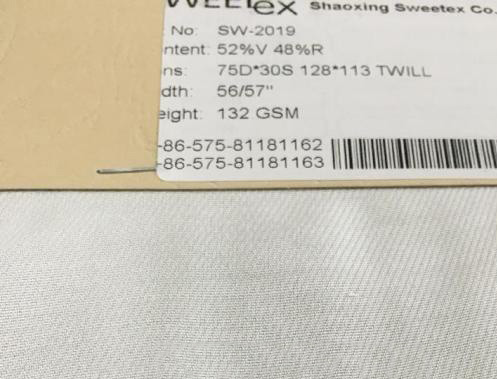 WEETEX Shaoxing Sweetex Co.
No: SW-2019
ntent: 52%V 48%R
ns: 75D*30S 128*113 TWILL
dth: 56/57"
eight: 132 GSM
-86-575-81181162
-86-575-81181163